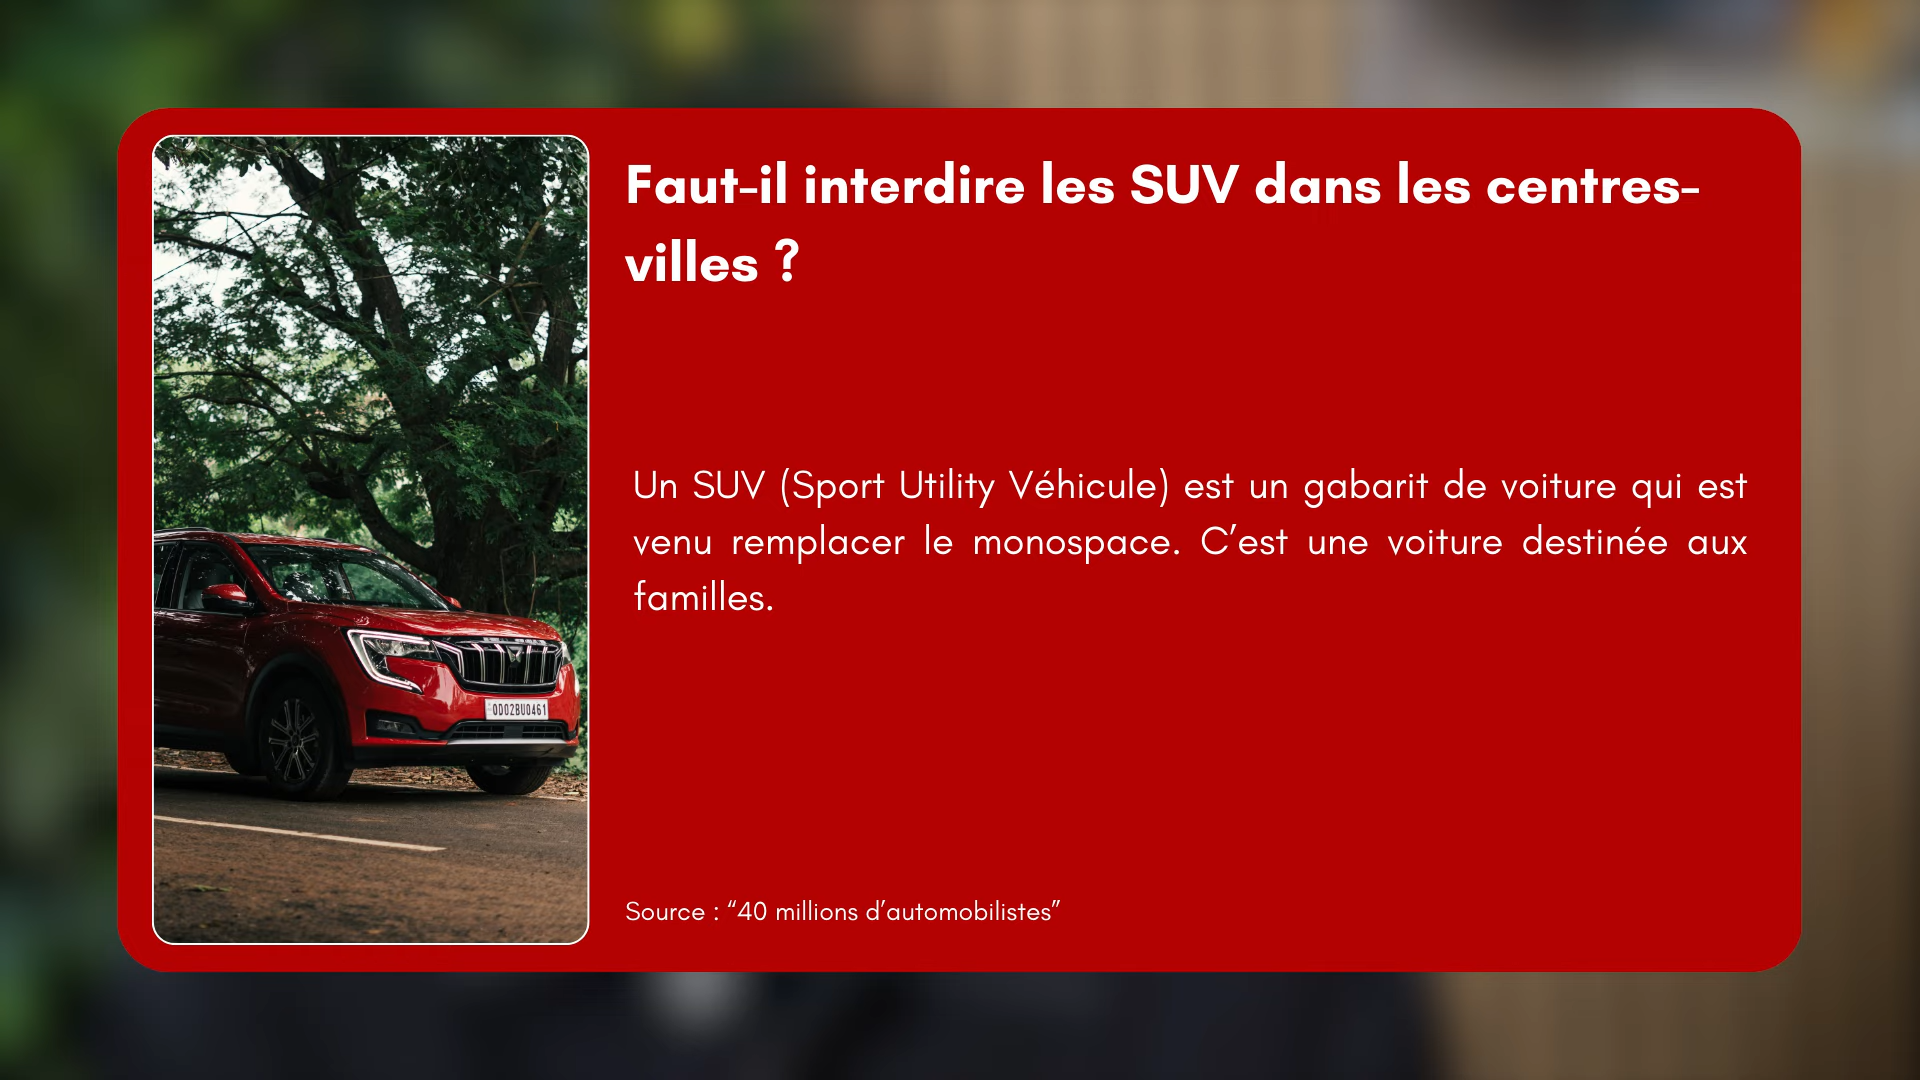 Faut-il interdire les SUV dans les centres-
villes ?
Un SUV (Sport Utility Véhicule) est un gabarit de voiture qui est
venu remplacer le monospace. C’est une voiture destinée aux
familles.
OD02BU0461
Source : “40 millions d’automobilistes”